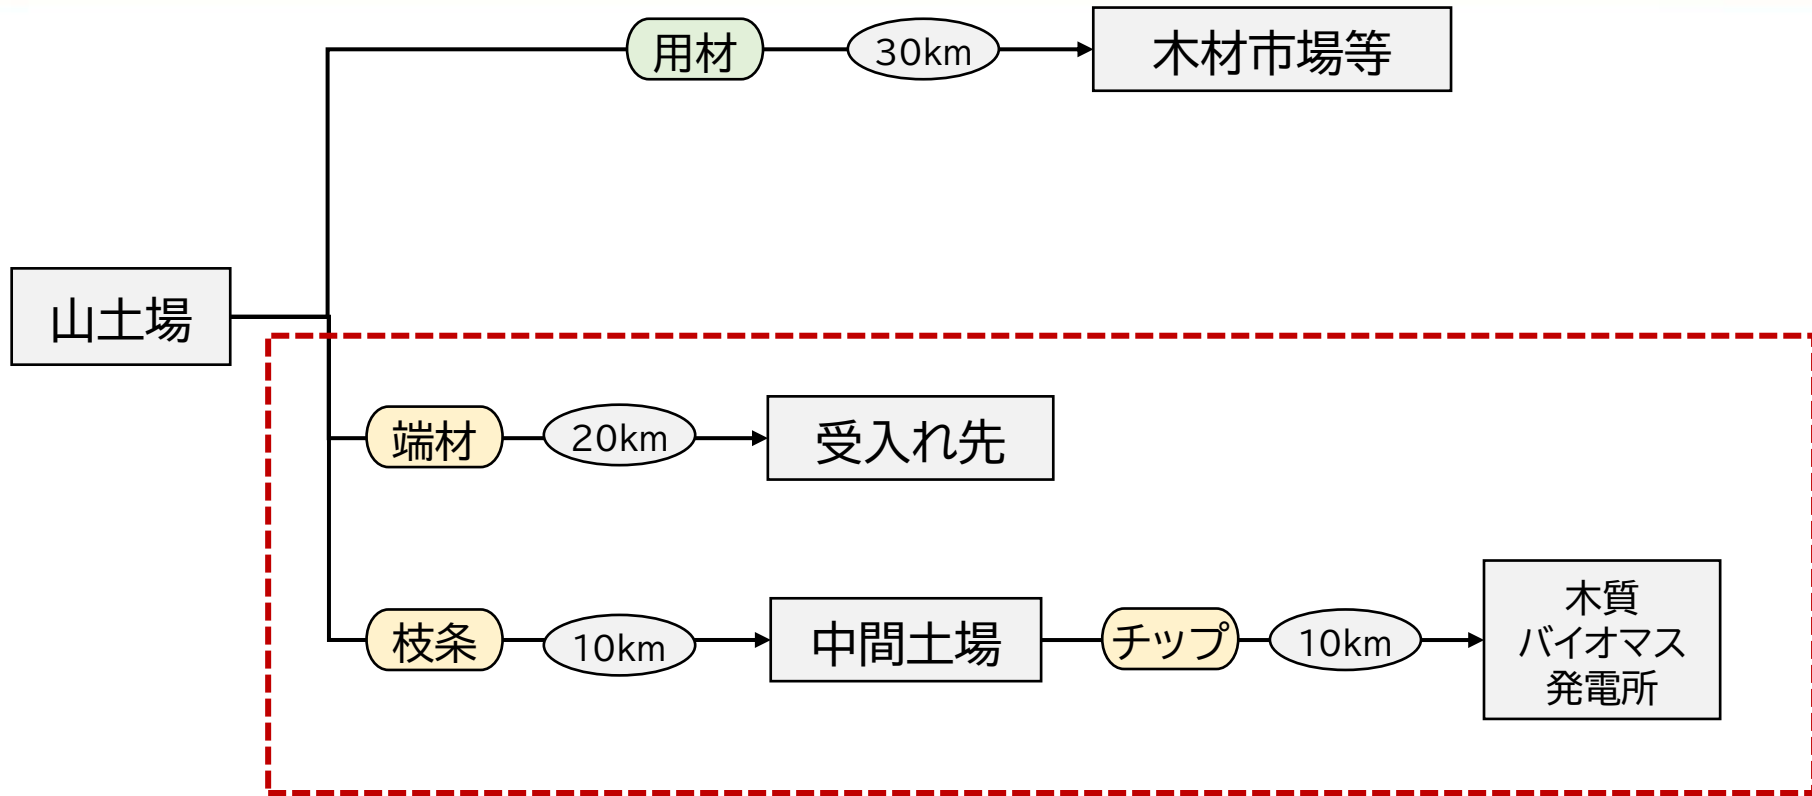 用材
30km
木材市場等
山土場
端材
20km
受入れ先
枝条
10km
中間土場
チップ
10km
木質
バイオマス
発電所